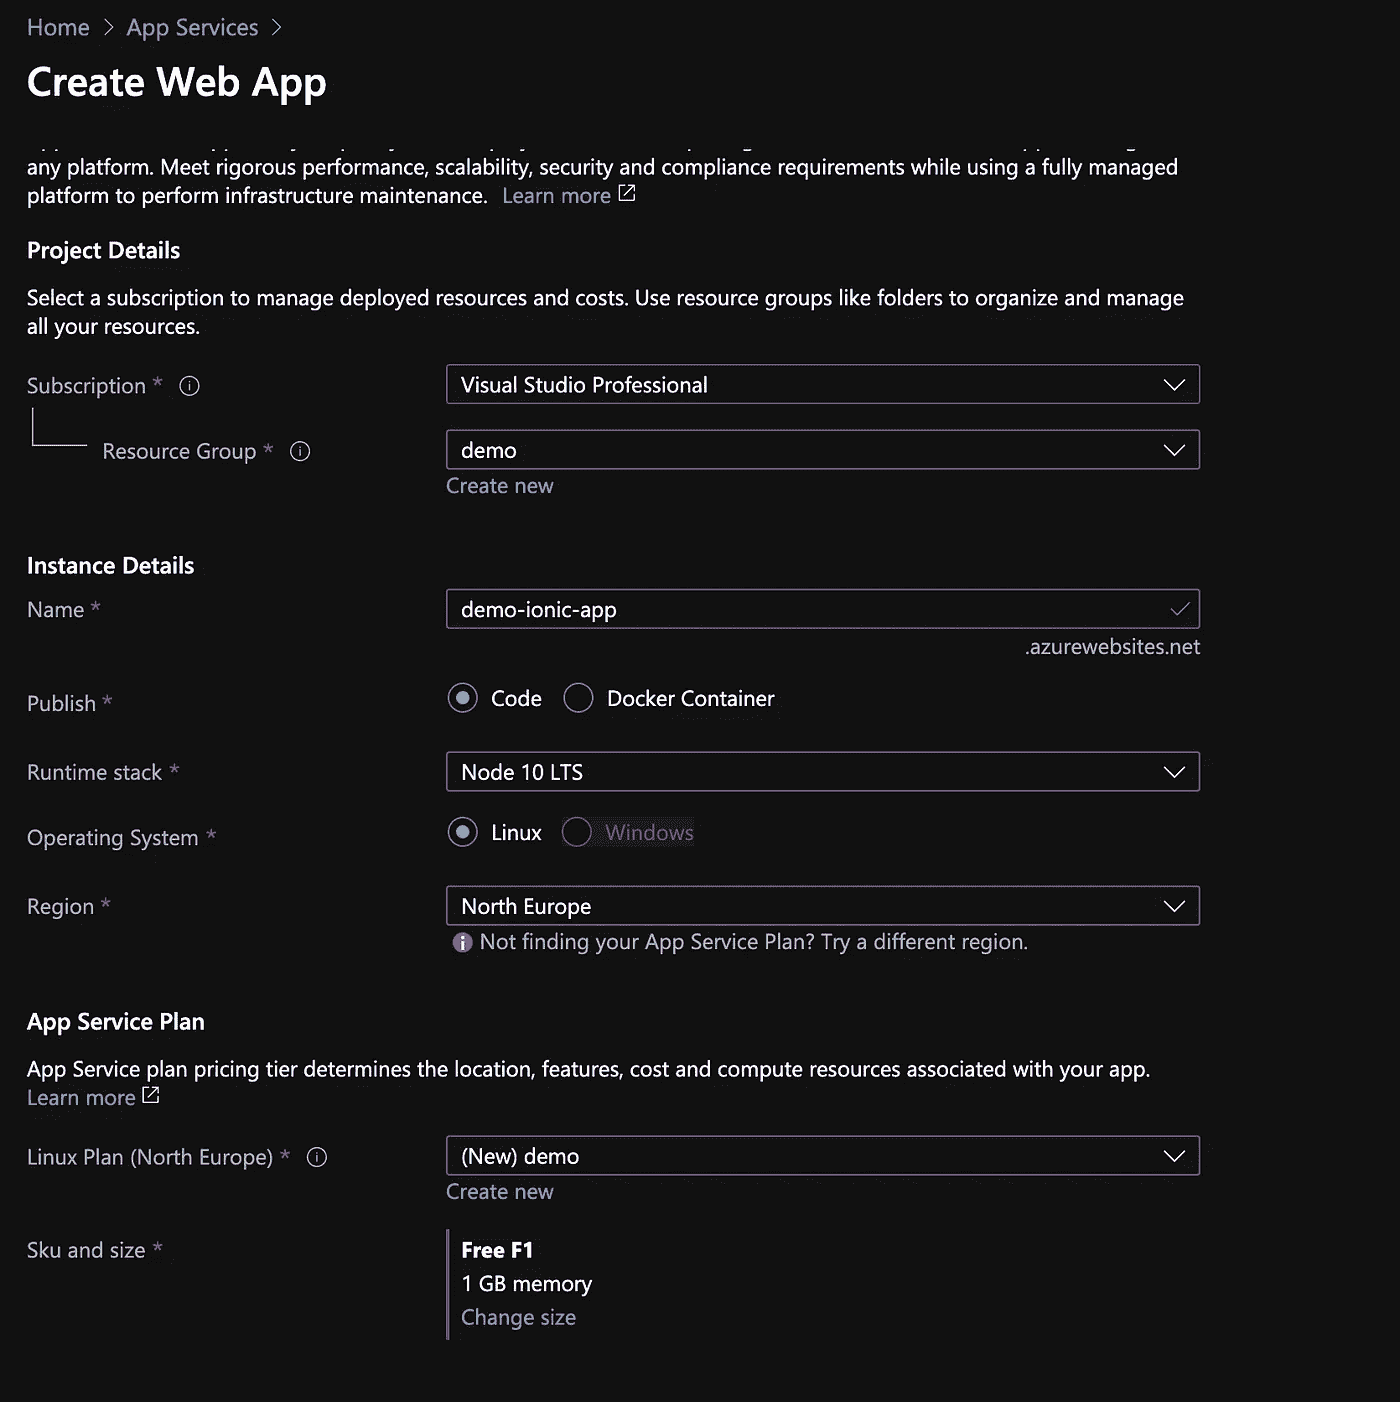 Home > App Services >
Create Web App
any platform. Meet rigorous performance, scalability, security and compliance requirements while using a fully managed
platform to perform infrastructure maintenance. Learn more
Project Details
Select a subscription to manage deployed resources and costs. Use resource groups like folders to organize and manage
all your resources.
Subscription *
Visual Studio Professional
Resource Group *
demo
Create new
Instance Details
Name *
demo-ionic-app
.azurewebsites.net
Publish *
Code
Docker Container
Runtime stack *
Node 10 LTS
Operating System *
Linux
Windows
Region *
North Europe
Not finding your App Service Plan? Try a different region.
App Service Plan
App Service plan pricing tier determines the location, features, cost and compute resources associated with your app.
Learn more
Linux Plan (North Europe) *
(New) demo
Create new
Sku and size *
Free F1
1 GB memory
Change size